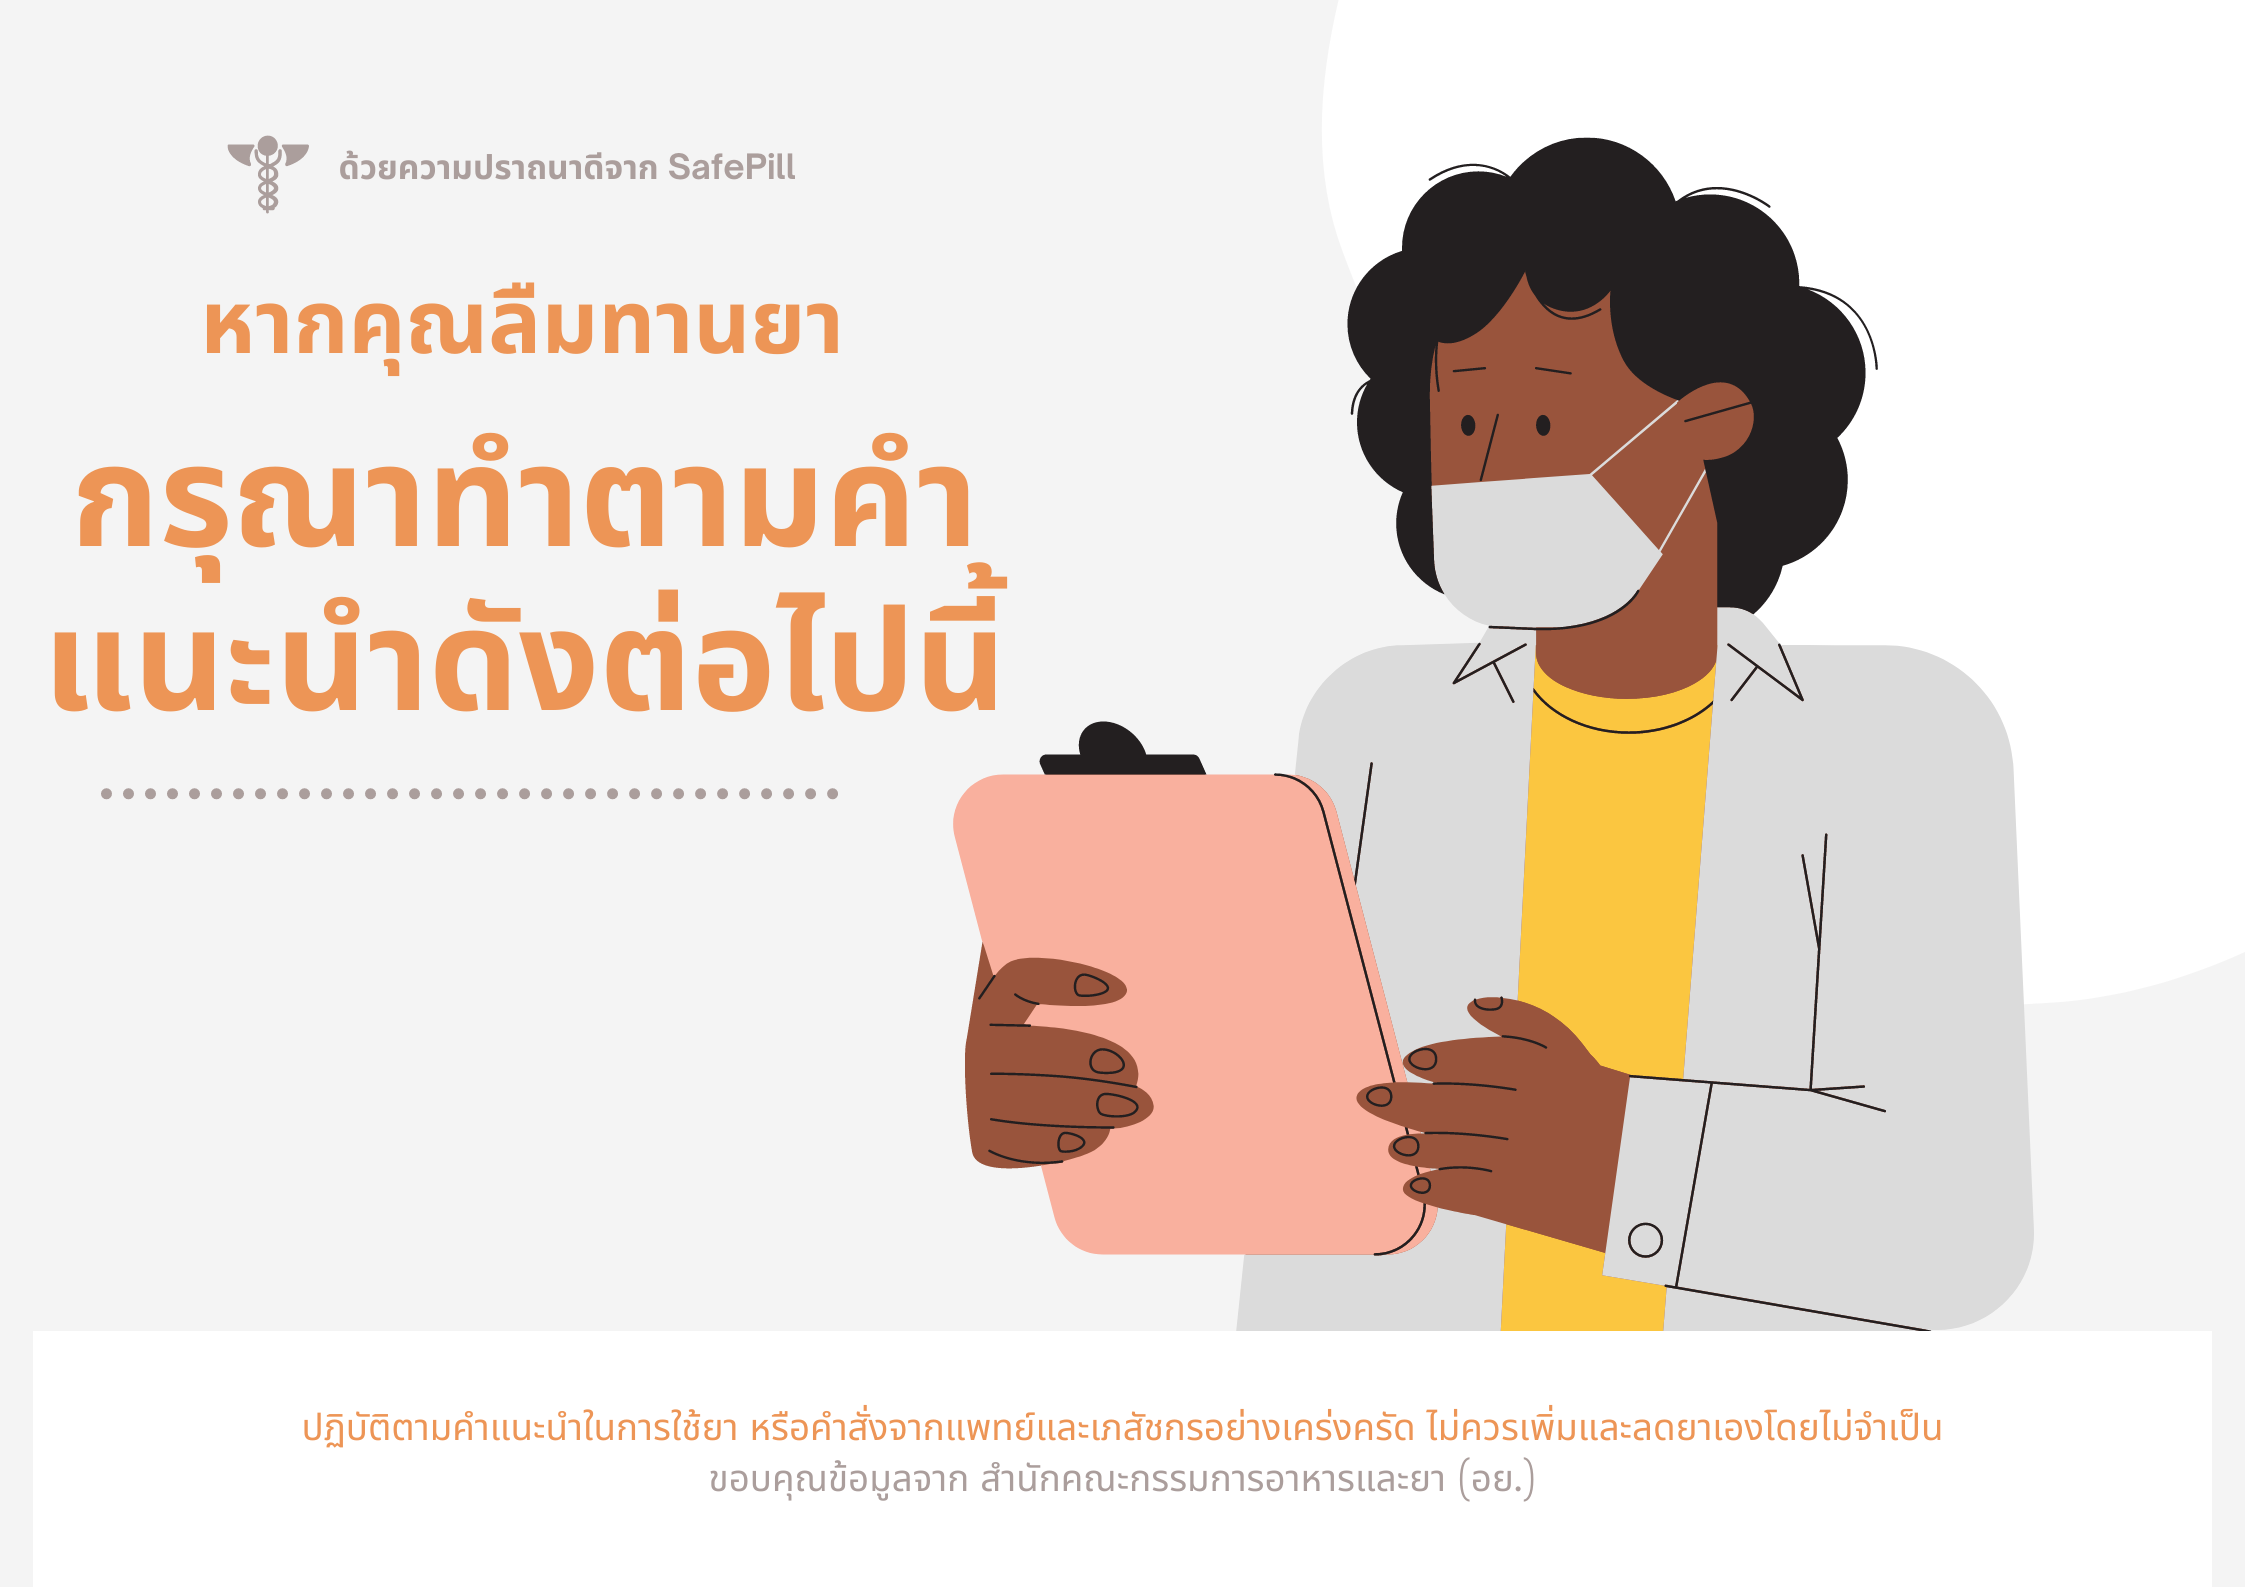 ด้วยความปราถนาดีจาก SafePill
หากคุณลืมทานยา
กรุณาทำตามคำ
แนะนำดังต่อไปนี้
ปฏิบัติตามคำแนะนำในการใช้ยา หรือคำสั่งจากแพทย์และเภสัชกรอย่างเคร่งครัด ไม่ควรเพิ่มและลดยาเองโดยไม่จำเป็น
ขอบคุณข้อมูลจาก สำนักคณะกรรมการอาหารและยา (อย.)